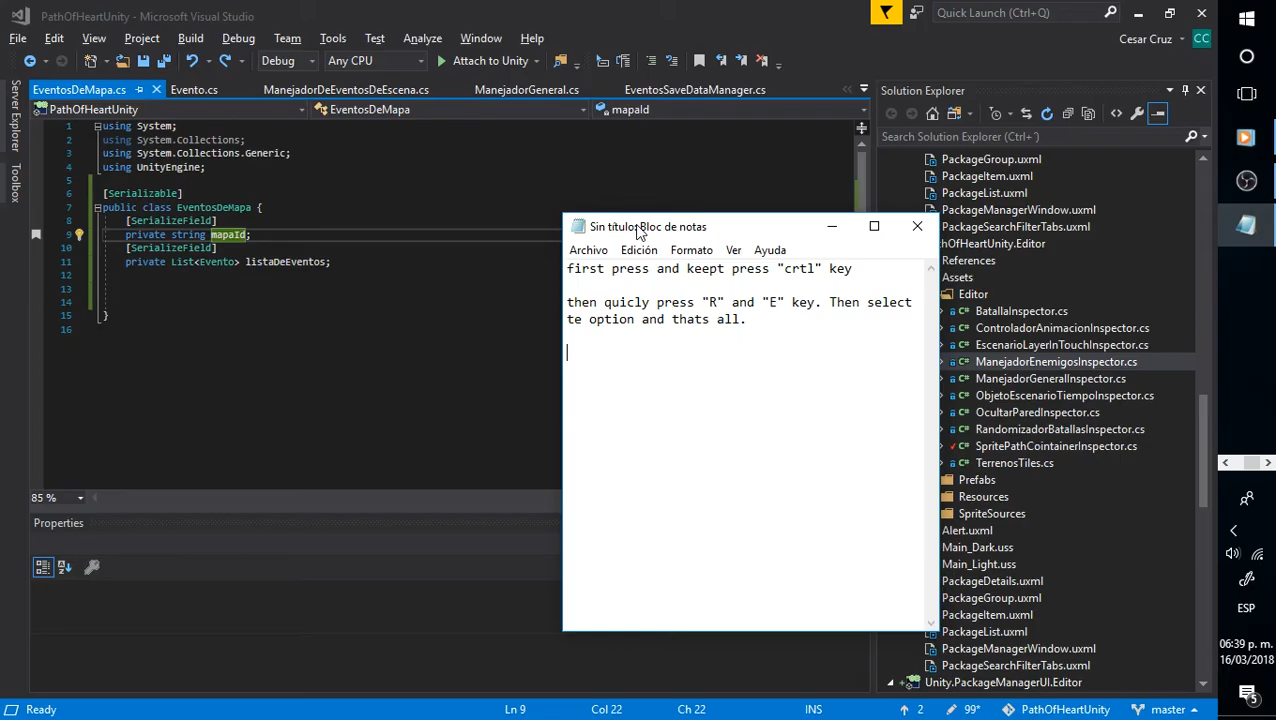 PathOfHeartUnity - Microsoft Visual Studio
Quick Launch (Ctrl+Q)
File Edit View Project Build Debug Team Tools Test Analyze Window Help
Cesar Cruz CC
Debug Any CPU Attach to Unity
EventosDeMapa.cs Evento.cs ManejadorDeEventosDeEscena.cs ManejadorGeneral.cs EventosSaveDataManager.cs
PathOfHeartUnity EventosDeMapa mapaId
Server Explorer
Toolbox
1 using System;
2 using System.Collections;
3 using System.Collections.Generic;
4 using UnityEngine;
5
6 [Serializable]
7 public class EventosDeMapa {
8 [SerializeField]
9 private string mapaId;
10 [SerializeField]
11 private List<Evento> listaDeEventos;
12
13
14
15 }
16
85 %
Properties
Sin título: Bloc de notas
Archivo Edición Formato Ver Ayuda
first press and keept press "crtl" key
then quicly press "R" and "E" key. Then select
te option and thats all.
Solution Explorer
Search Solution Explorer (Ctrl+´)
PackageGroup.uxml
PackageItem.uxml
PackageList.uxml
PackageManagerWindow.uxml
PackageSearchFilterTabs.uxml
thOfHeartUnity.Editor
References
Assets
Editor
BatallaInspector.cs
ControladorAnimacionInspector.cs
EscenarioLayerInTouchInspector.cs
ManejadorEnemigosInspector.cs
ManejadorGeneralInspector.cs
ObjetoEscenarioTiempoInspector.cs
OcultarParedInspector.cs
RandomizadorBatallasInspector.cs
SpritePathCointainerInspector.cs
TerrenosTiles.cs
Prefabs
Resources
SpriteSources
Alert.uxml
Main_Dark.uss
Main_Light.uss
PackageDetails.uxml
PackageGroup.uxml
PackageItem.uxml
PackageList.uxml
PackageManagerWindow.uxml
PackageSearchFilterTabs.uxml
Unity.PackageManagerUI.Editor
Ready Ln 9 Col 22 Ch 22 INS 2 99* PathOfHeartUnity master
ESP
06:39 p. m.
16/03/2018
5